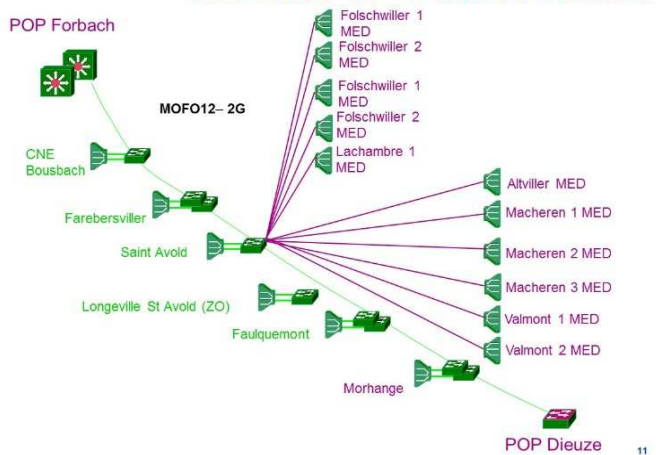 POP Forbach
MOFO12– 2G
CNE
Bousbach
Farebersviller
Saint Avold
Longeville St Avold (ZO)
Faulquemont
Morhange
POP Dieuze
Folschwiller 1
MED
Folschwiller 2
MED
Folschwiller 1
MED
Folschwiller 2
MED
Lachambre 1
MED
Altviller MED
Macheren 1 MED
Macheren 2 MED
Macheren 3 MED
Valmont 1 MED
Valmont 2 MED
11